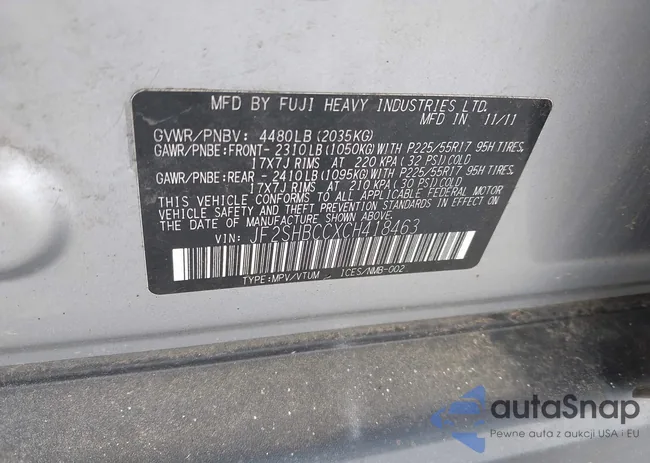 MFD BY FUJI HEAVY INDUSTRIES LTD.
MFD IN 11/11
GVWR/PNBV: 4480LB (2035KG)
GAWR/PNBE:FRONT- 2310LB(1050KG)WITH P225/55R17 95H TIRES,
17X7J RIMS AT 220 KPA(32 PSI)COLD
GAWR/PNBE:REAR - 2410LB(1095KG)WITH P225/55R17 95H TIRES,
17X7J RIMS AT 210 KPA(30 PSI)COLD
THIS VEHICLE CONFORMS TO ALL APPLICABLE FEDERAL MOTOR
VEHICLE SAFETY AND THEFT PREVENTION STANDARDS IN EFFECT ON
THE DATE OF MANUFACTURE SHOWN ABOVE.
VIN: JF2SHBCCXCH418463
TYPE:MPV/VTUM , ICES/NMB-002
autaSnap
Pewne auta z aukcji USA i EU